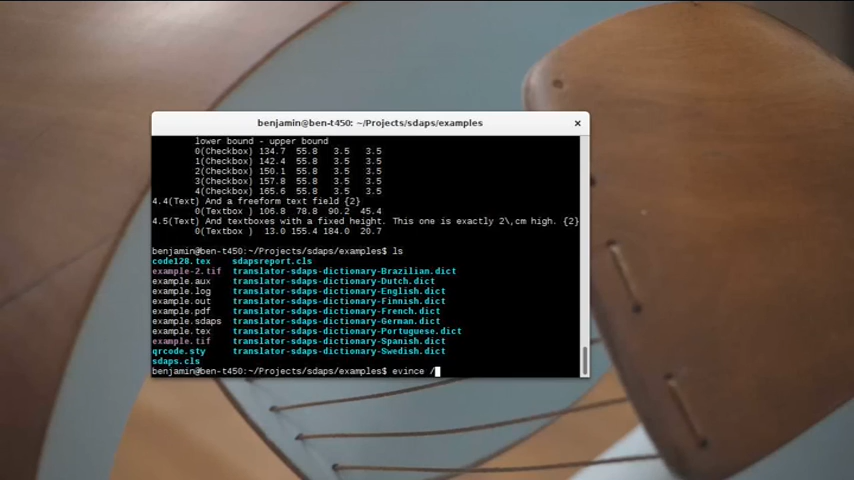 benjamin@ben-t450: ~/Projects/sdaps/examples
lower bound - upper bound
0(Checkbox) 134.7 55.8 3.5 3.5
1(Checkbox) 142.4 55.8 3.5 3.5
2(Checkbox) 150.1 55.8 3.5 3.5
3(Checkbox) 157.8 55.8 3.5 3.5
4(Checkbox) 165.6 55.8 3.5 3.5
4.4(Text) And a freeform text field {2}
0(Textbox ) 106.8 78.8 90.2 45.4
4.5(Text) And textboxes with a fixed height. This one is exactly 2\,cm high. {2}
0(Textbox ) 13.0 155.4 184.0 20.7
benjamin@ben-t450:~/Projects/sdaps/examples$ ls
code128.tex sdapsreport.cls
example-2.tif translator-sdaps-dictionary-Brazilian.dict
example.aux translator-sdaps-dictionary-Dutch.dict
example.log translator-sdaps-dictionary-English.dict
example.out translator-sdaps-dictionary-Finnish.dict
example.pdf translator-sdaps-dictionary-French.dict
example.sdaps translator-sdaps-dictionary-German.dict
example.tex translator-sdaps-dictionary-Portuguese.dict
example.tif translator-sdaps-dictionary-Spanish.dict
qrcode.sty translator-sdaps-dictionary-Swedish.dict
sdaps.cls
benjamin@ben-t450:~/Projects/sdaps/examples$ evince /